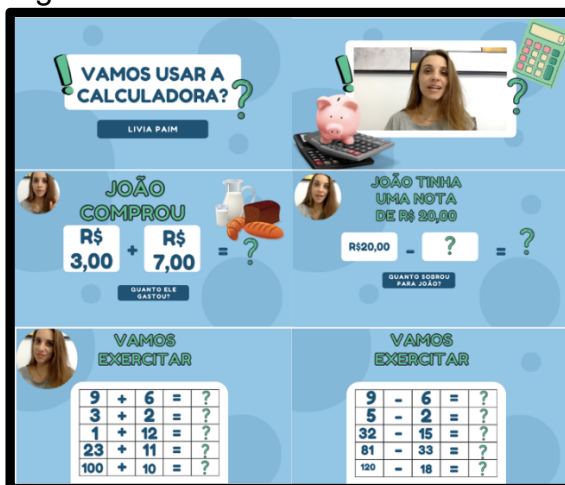 VAMOS USAR A
CALCULADORA?
!
?
LIVIA PAIM
!
?
JOÃO
COMPROU
R$
3,00
+
R$
7,00
= ?
QUANTO ELE
GASTOU?
JOÃO TINHA
UMA NOTA
DE R$ 20,00
R$20,00 - ? = ?
QUANTO SOBROU
PARA JOÃO?
VAMOS
EXERCITAR
9 + 6 = ?
3 + 2 = ?
1 + 12 = ?
23 + 11 = ?
100 + 10 = ?
VAMOS
EXERCITAR
9 - 6 = ?
5 - 2 = ?
32 - 15 = ?
81 - 33 = ?
120 - 18 = ?